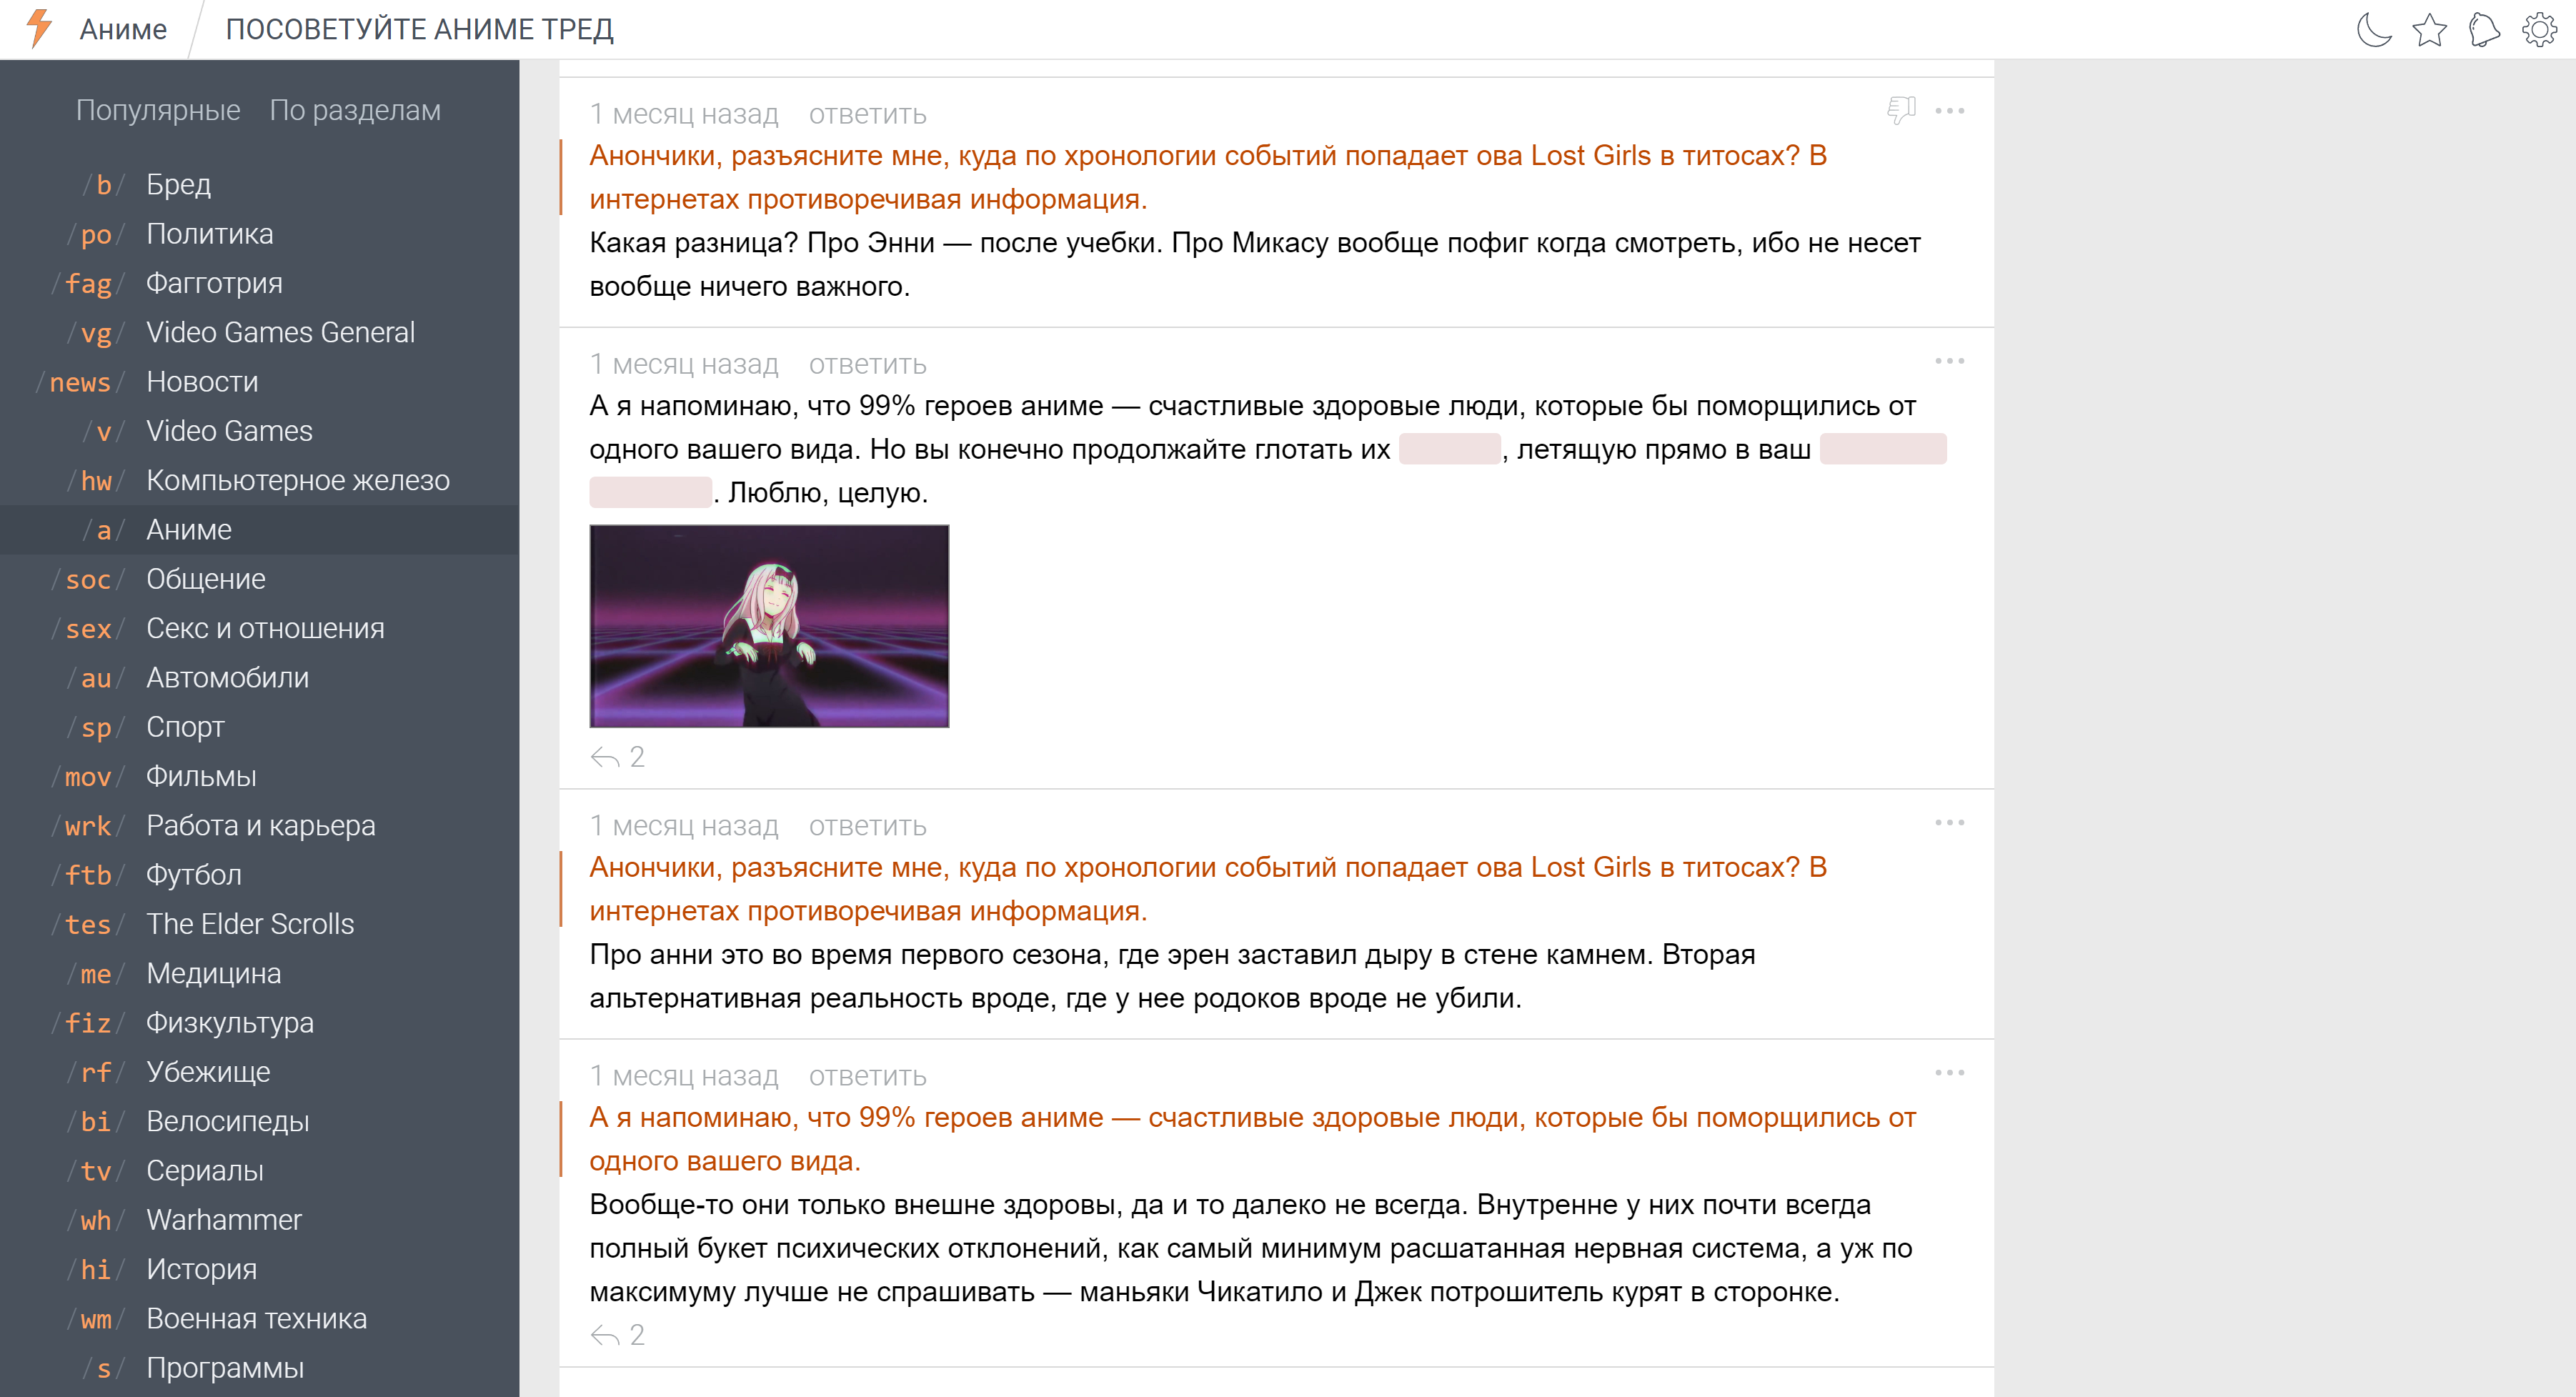 Аниме
ПОСОВЕТУЙТЕ АНИМЕ ТРЕД
Популярные По разделам
/b/ Бред
/po/ Политика
/fag/ Фагготрия
/vg/ Video Games General
/news/ Новости
/v/ Video Games
/hw/ Компьютерное железо
/a/ Аниме
/soc/ Общение
/sex/ Секс и отношения
/au/ Автомобили
/sp/ Спорт
/mov/ Фильмы
/wrk/ Работа и карьера
/ftb/ Футбол
/tes/ The Elder Scrolls
/me/ Медицина
/fiz/ Физкультура
/rf/ Убежище
/bi/ Велосипеды
/tv/ Сериалы
/wh/ Warhammer
/hi/ История
/wm/ Военная техника
/s/ Программы
1 месяц назад ответить
Анончики, разъясните мне, куда по хронологии событий попадает ова Lost Girls в титосах? В
интернетах противоречивая информация.
Какая разница? Про Энни — после учебки. Про Микасу вообще пофиг когда смотреть, ибо не несет
вообще ничего важного.
1 месяц назад ответить
А я напоминаю, что 99% героев аниме — счастливые здоровые люди, которые бы поморщились от
одного вашего вида. Но вы конечно продолжайте глотать их , летящую прямо в ваш
. Люблю, целую.
2
1 месяц назад ответить
Анончики, разъясните мне, куда по хронологии событий попадает ова Lost Girls в титосах? В
интернетах противоречивая информация.
Про анни это во время первого сезона, где эрен заставил дыру в стене камнем. Вторая
альтернативная реальность вроде, где у нее родоков вроде не убили.
1 месяц назад ответить
А я напоминаю, что 99% героев аниме — счастливые здоровые люди, которые бы поморщились от
одного вашего вида.
Вообще-то они только внешне здоровы, да и то далеко не всегда. Внутренне у них почти всегда
полный букет психических отклонений, как самый минимум расшатанная нервная система, а уж по
максимуму лучше не спрашивать — маньяки Чикатило и Джек потрошитель курят в сторонке.
2